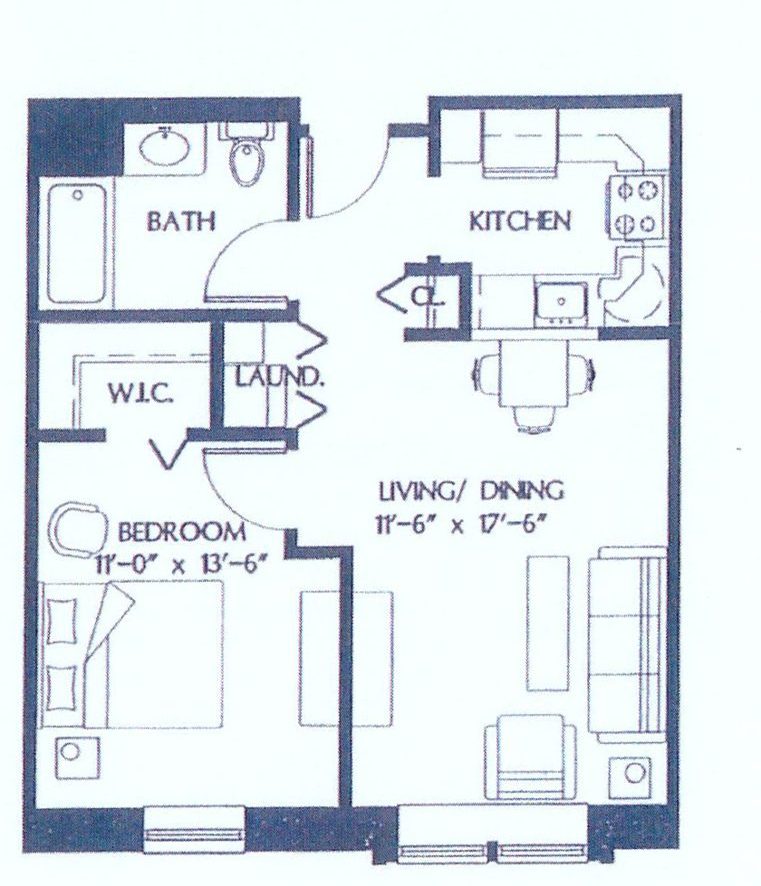 BATH
KITCHEN
CL.
W.I.C.
LAUND.
LIVING/ DINING
11'-6" x 17'-6"
BEDROOM
11'-0" x 13'-6"